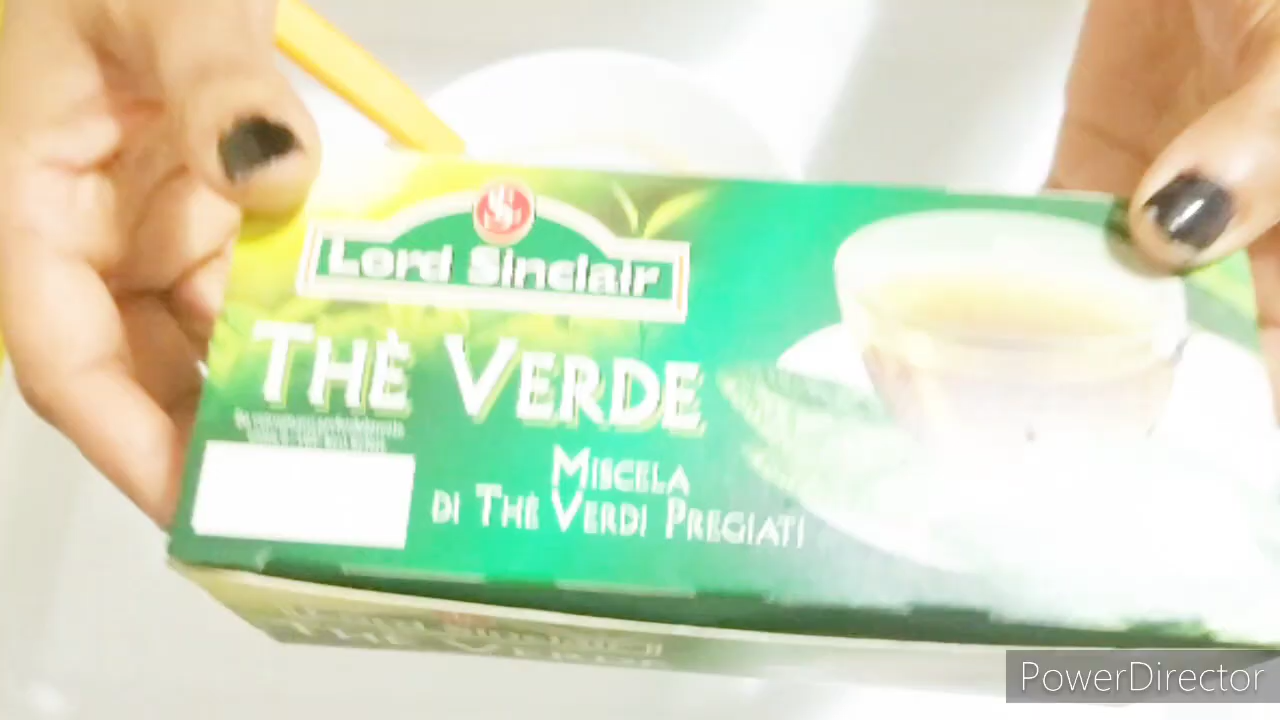 Lord Sinclair
THÈ VERDE
MISCELA
DI THÈ VERDI PREGIATI
PowerDirector